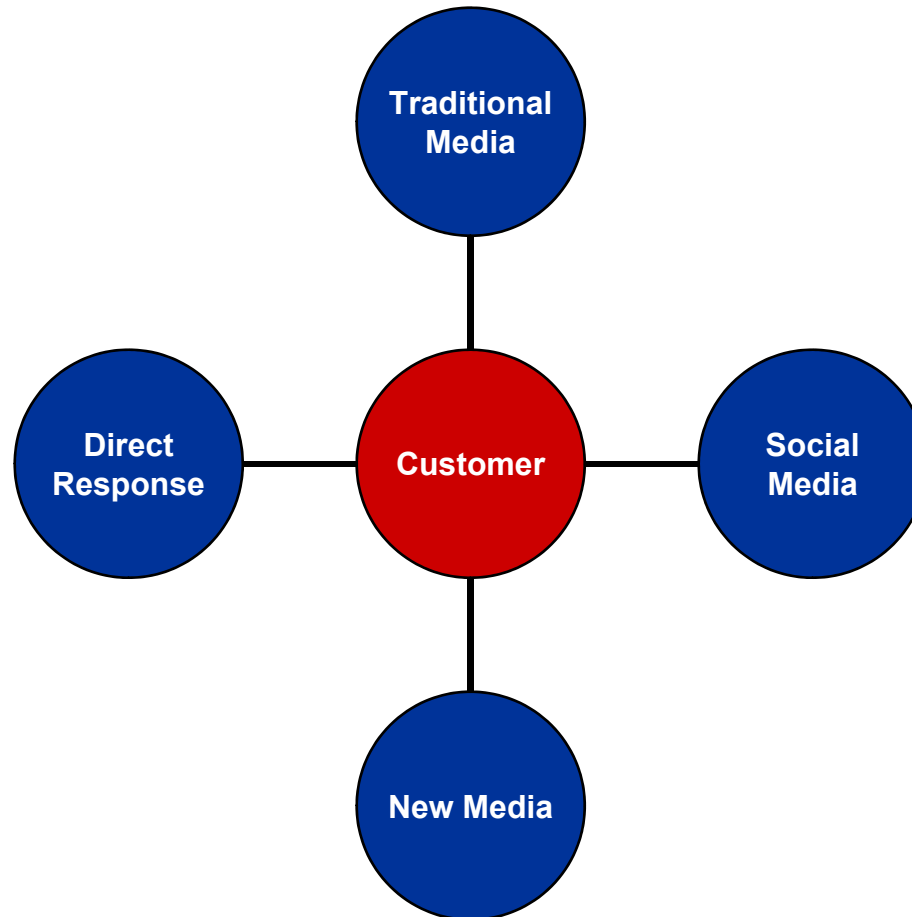 Traditional
Media
Direct
Response
Customer
Social
Media
New Media